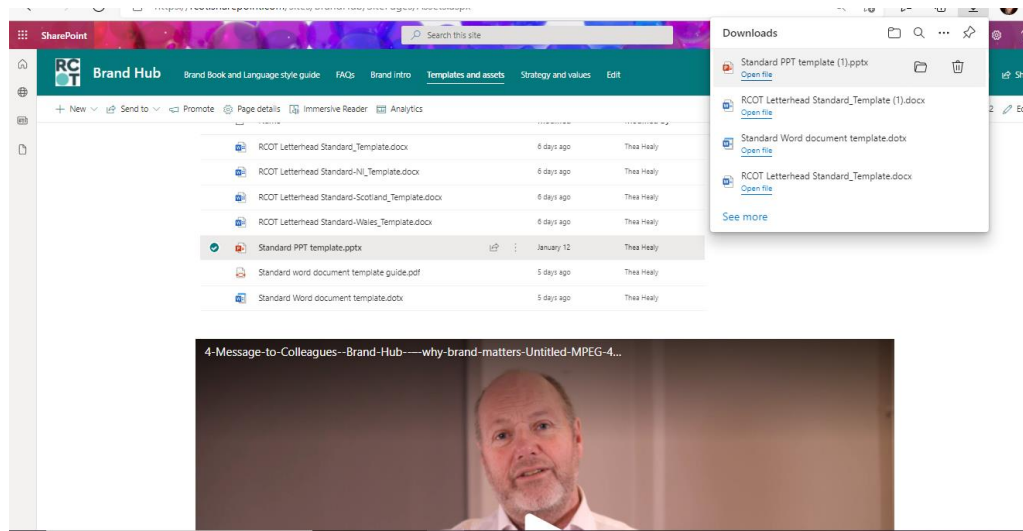 SharePoint
Search this site
Downloads
Standard PPT template (1).pptx
Open file
RCOT Letterhead Standard_Template (1).docx
Open file
Standard Word document template.dotx
Open file
RCOT Letterhead Standard_Template.docx
Open file
See more
RC
OT
Brand Hub
Brand Book and Language style guide FAQs Brand intro Templates and assets Strategy and values Edit
New Send to Promote Page details Immersive Reader Analytics
RCOT Letterhead Standard_Template.docx 6 days ago Thea Healy
RCOT Letterhead Standard-NI_Template.docx 6 days ago Thea Healy
RCOT Letterhead Standard-Scotland_Template.docx 6 days ago Thea Healy
RCOT Letterhead Standard-Wales_Template.docx 6 days ago Thea Healy
Standard PPT template.pptx January 12 Thea Healy
Standard word document template guide.pdf 5 days ago Thea Healy
Standard Word document template.dotx 5 days ago Thea Healy
4-Message-to-Colleagues--Brand-Hub-----why-brand-matters-Untitled-MPEG-4...